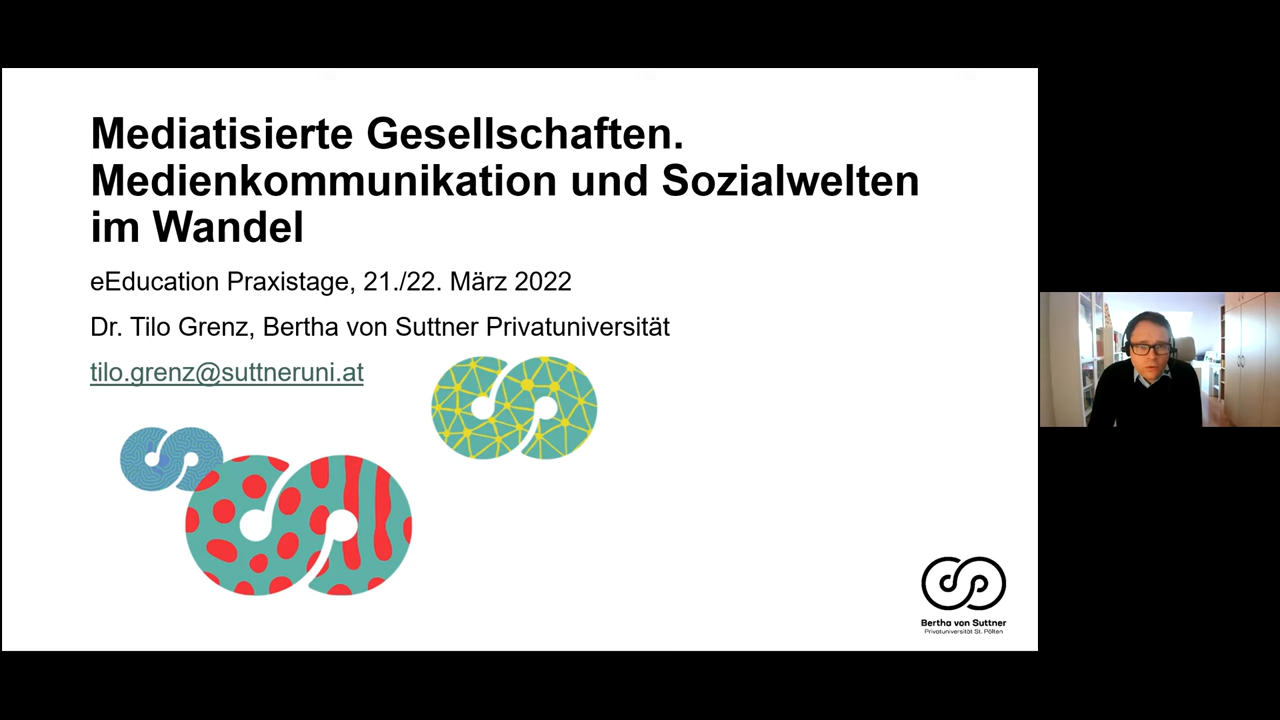 Mediatisierte Gesellschaften.
Medienkommunikation und Sozialwelten
im Wandel
eEducation Praxistage, 21./22. März 2022
Dr. Tilo Grenz, Bertha von Suttner Privatuniversität
tilo.grenz@suttneruni.at
Bertha von Suttner
Privatuniversität St. Pölten